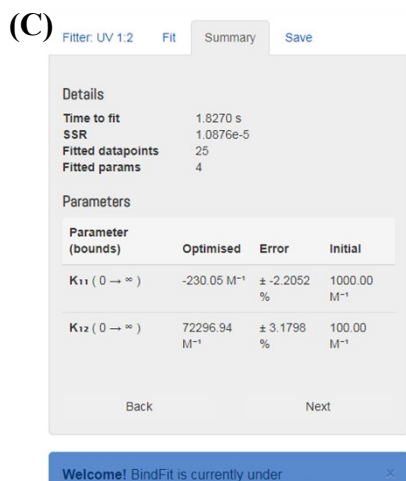 (C)
Fitter: UV 1:2 Fit Summary Save
Details
Time to fit 1.8270 s
SSR 1.0876e-5
Fitted datapoints 25
Fitted params 4
Parameters
Parameter
(bounds) Optimised Error Initial
K₁₁ ( 0 → ∞ ) -230.05 M⁻¹ ± -2.2052 1000.00
% M⁻¹
K₁₂ ( 0 → ∞ ) 72296.94 ± 3.1798 100.00
M⁻¹ % M⁻¹
Back Next
Welcome! BindFit is currently under ×